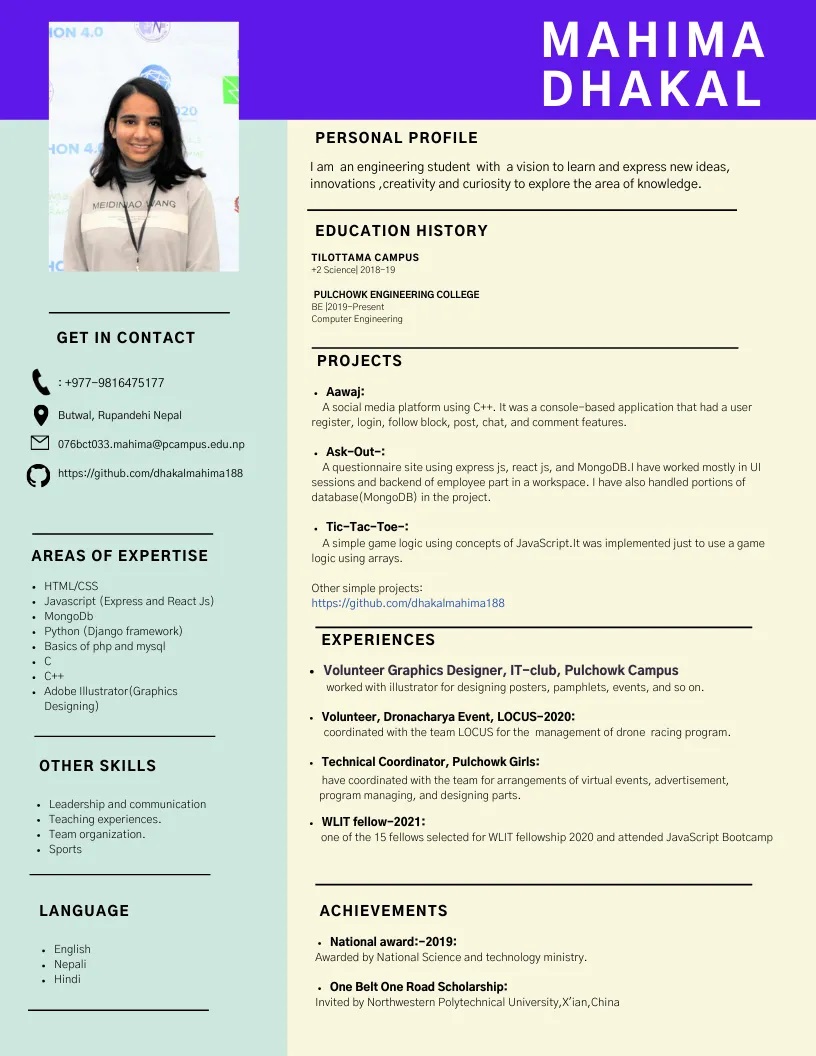 HON 4.0
2020
HON 4.0
MEIDINIAO WANG
MAHIMA
DHAKAL
GET IN CONTACT
: +977-9816475177
Butwal, Rupandehi Nepal
076bct033.mahima@pcampus.edu.np
https://github.com/dhakalmahima188
AREAS OF EXPERTISE
• HTML/CSS
• Javascript (Express and React Js)
• MongoDb
• Python (Django framework)
• Basics of php and mysql
• C
• C++
• Adobe Illustrator(Graphics
Designing)
OTHER SKILLS
• Leadership and communication
• Teaching experiences.
• Team organization.
• Sports
LANGUAGE
• English
• Nepali
• Hindi
PERSONAL PROFILE
I am an engineering student with a vision to learn and express new ideas,
innovations ,creativity and curiosity to explore the area of knowledge.
EDUCATION HISTORY
TILOTTAMA CAMPUS
+2 Science| 2018-19
PULCHOWK ENGINEERING COLLEGE
BE |2019-Present
Computer Engineering
PROJECTS
• Aawaj:
A social media platform using C++. It was a console-based application that had a user
register, login, follow block, post, chat, and comment features.
• Ask-Out-:
A questionnaire site using express js, react js, and MongoDB.I have worked mostly in UI
sessions and backend of employee part in a workspace. I have also handled portions of
database(MongoDB) in the project.
• Tic-Tac-Toe-:
A simple game logic using concepts of JavaScript.It was implemented just to use a game
logic using arrays.
Other simple projects:
https://github.com/dhakalmahima188
EXPERIENCES
• Volunteer Graphics Designer, IT-club, Pulchowk Campus
worked with illustrator for designing posters, pamphlets, events, and so on.
• Volunteer, Dronacharya Event, LOCUS-2020:
coordinated with the team LOCUS for the management of drone racing program.
• Technical Coordinator, Pulchowk Girls:
have coordinated with the team for arrangements of virtual events, advertisement,
program managing, and designing parts.
• WLIT fellow-2021:
one of the 15 fellows selected for WLIT fellowship 2020 and attended JavaScript Bootcamp
ACHIEVEMENTS
• National award:-2019:
Awarded by National Science and technology ministry.
• One Belt One Road Scholarship:
Invited by Northwestern Polytechnical University,X'ian,China